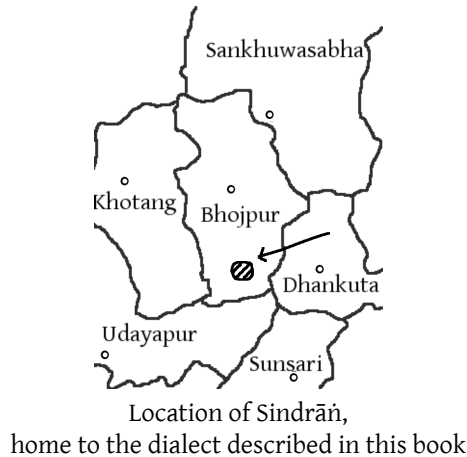 Sankhuwasabha
Khotang
Bhojpur
Dhankuta
Udayapur
Sunsari
Location of Sindrāṅ,
home to the dialect described in this book